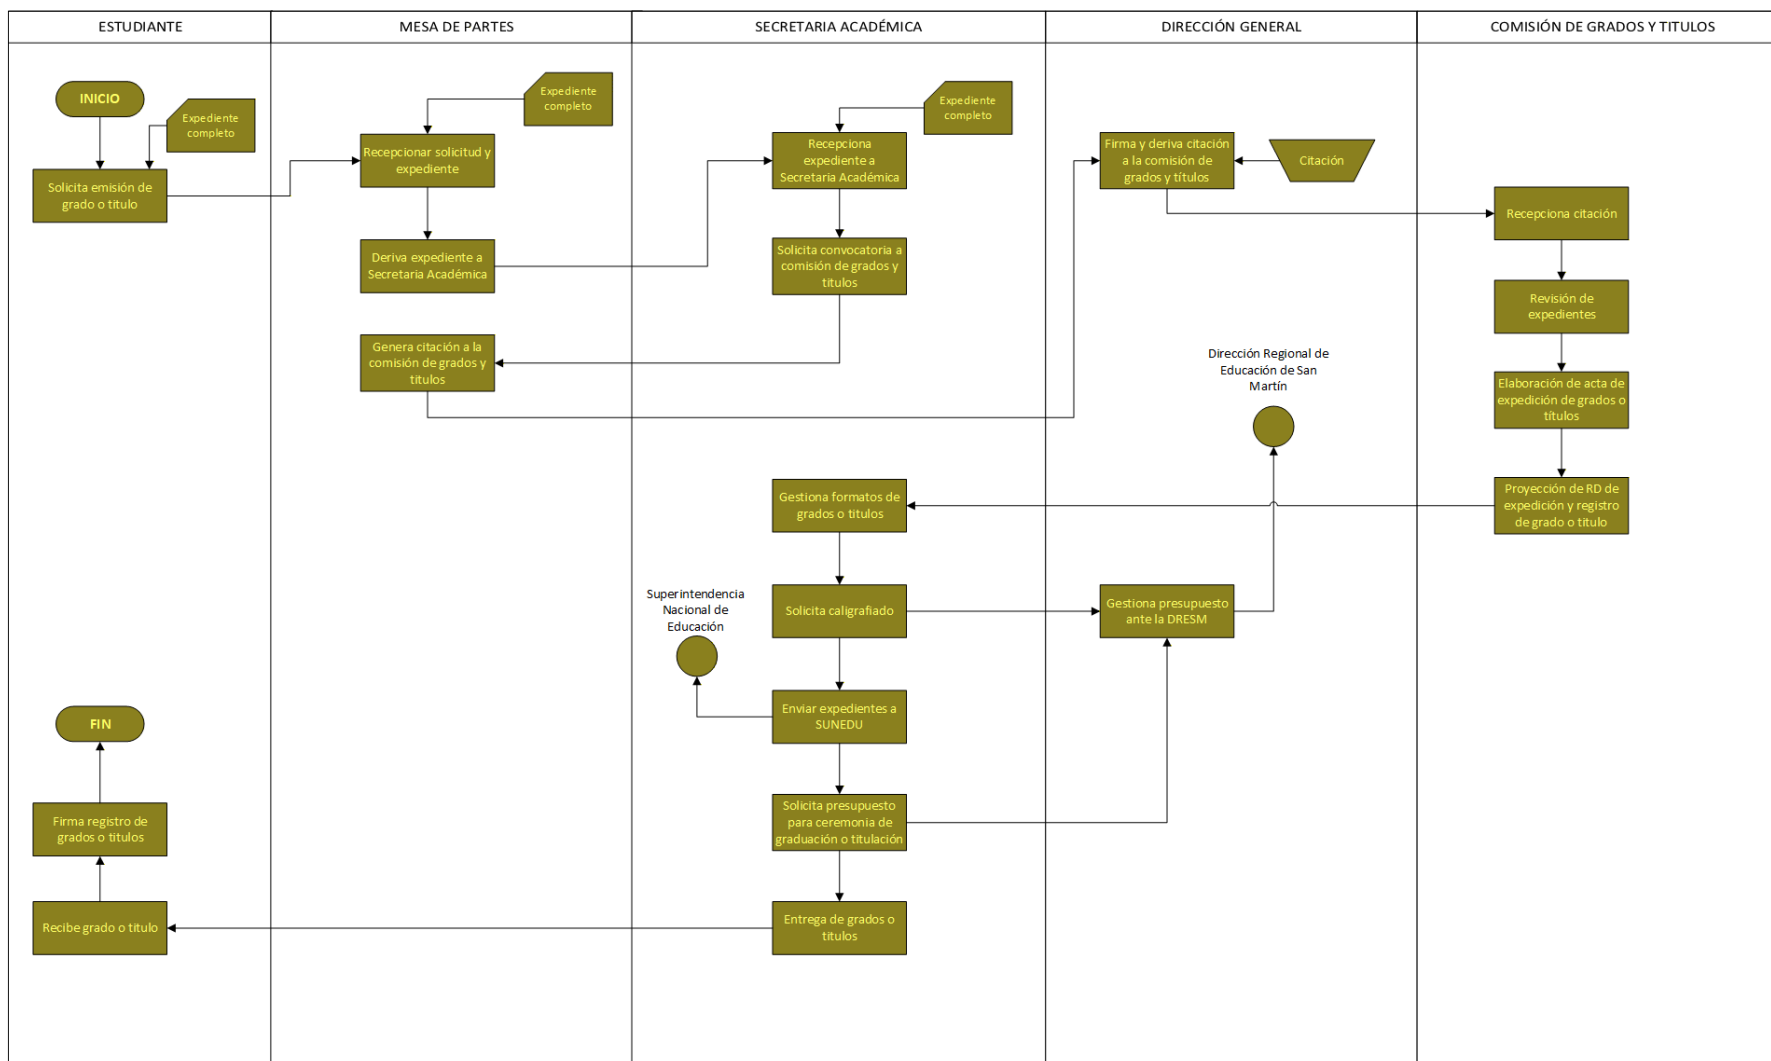 ESTUDIANTE
MESA DE PARTES
SECRETARIA ACADÉMICA
DIRECCIÓN GENERAL
COMISIÓN DE GRADOS Y TITULOS
INICIO
Expediente
completo
Solicita emisión de
grado o titulo
Expediente
completo
Recepcionar solicitud y
expediente
Deriva expediente a
Secretaria Académica
Genera citación a la
comisión de grados y
titulos
Expediente
completo
Recepciona
expediente a
Secretaria Académica
Solicita convocatoria a
comisión de grados y
titulos
Firma y deriva citación
a la comisión de
grados y títulos
Citación
Recepciona citación
Revisión de
expedientes
Elaboración de acta de
expedición de grados o
títulos
Proyección de RD de
expedición y registro
de grado o titulo
Dirección Regional de
Educación de San
Martín
Gestiona formatos de
grados o titulos
Solicita caligrafiado
Gestiona presupuesto
ante la DRESM
Superintendencia
Nacional de
Educación
Enviar expedientes a
SUNEDU
Solicita presupuesto
para ceremonia de
graduación o titulación
Entrega de grados o
titulos
Recibe grado o titulo
Firma registro de
grados o titulos
FIN